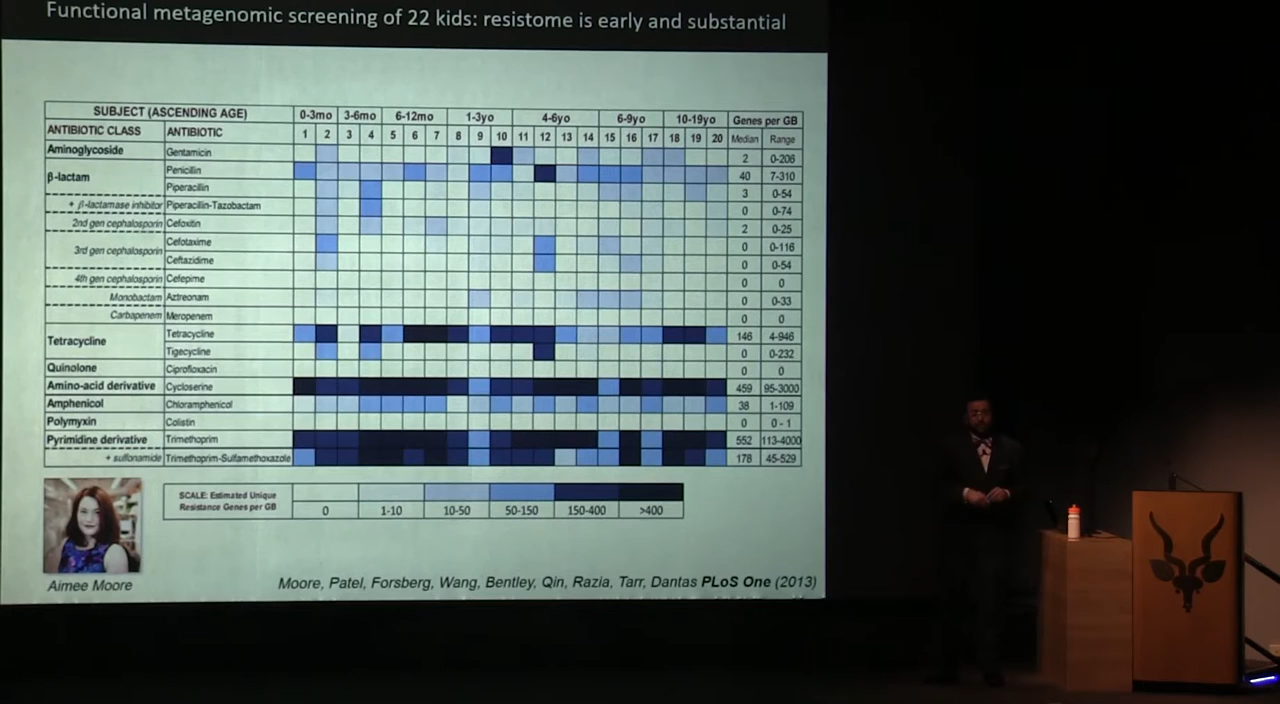 Functional metagenomic screening of 22 kids: resistome is early and substantial
SUBJECT (ASCENDING AGE) 0-3mo 3-6mo 6-12mo 1-3yo 4-6yo 6-9yo 10-19yo Genes per GB
ANTIBIOTIC CLASS ANTIBIOTIC 1 2 3 4 5 6 7 8 9 10 11 12 13 14 15 16 17 18 19 20 Median Range
Aminoglycoside Gentamicin 2 0-206
β-lactam Penicillin 40 7-310
Piperacillin 3 0-54
+ β-lactamase inhibitor Piperacillin-Tazobactam 0 0-74
2nd gen cephalosporin Cefoxitin 2 0-25
3rd gen cephalosporin Cefotaxime 0 0-116
Ceftazidime 0 0-54
4th gen cephalosporin Cefepime 0 0
Monobactam Aztreonam 0 0-33
Carbapenem Meropenem 0 0
Tetracycline Tetracycline 146 4-946
Tigecycline 0 0-232
Quinolone Ciprofloxacin 0 0
Amino-acid derivative Cycloserine 459 95-3000
Amphenicol Chloramphenicol 38 1-109
Polymyxin Colistin 0 0 - 1
Pyrimidine derivative Trimethoprim 552 113-4000
+ sulfonamide Trimethoprim-Sulfamethoxazole 178 45-529
SCALE: Estimated Unique
Resistance Genes per GB 0 1-10 10-50 50-150 150-400 >400
Aimee Moore
Moore, Patel, Forsberg, Wang, Bentley, Qin, Razia, Tarr, Dantas PLoS One (2013)